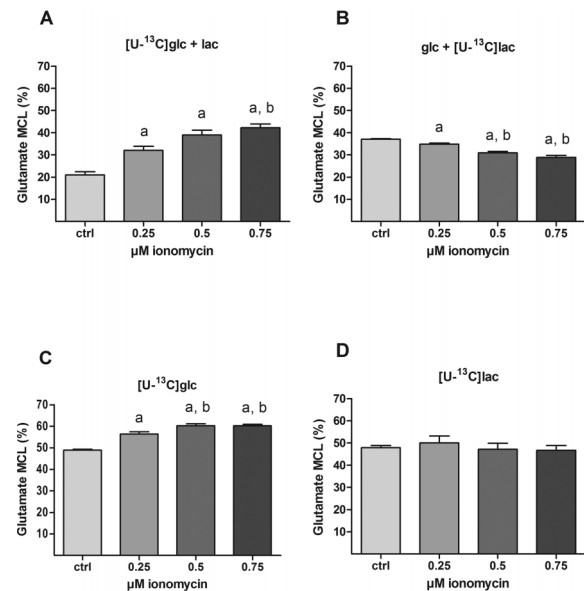 A
[U-¹³C]glc + lac
Glutamate MCL (%)
70
60
50
40
30
20
10
a
a
a, b
ctrl
0.25
0.5
0.75
µM ionomycin
B
glc + [U-¹³C]lac
Glutamate MCL (%)
70
60
50
40
30
20
10
a
a, b
a, b
ctrl
0.25
0.5
0.75
µM ionomycin
C
[U-¹³C]glc
Glutamate MCL (%)
70
60
50
40
30
20
10
a
a, b
a, b
ctrl
0.25
0.5
0.75
µM ionomycin
D
[U-¹³C]lac
Glutamate MCL (%)
70
60
50
40
30
20
10
ctrl
0.25
0.5
0.75
µM ionomycin